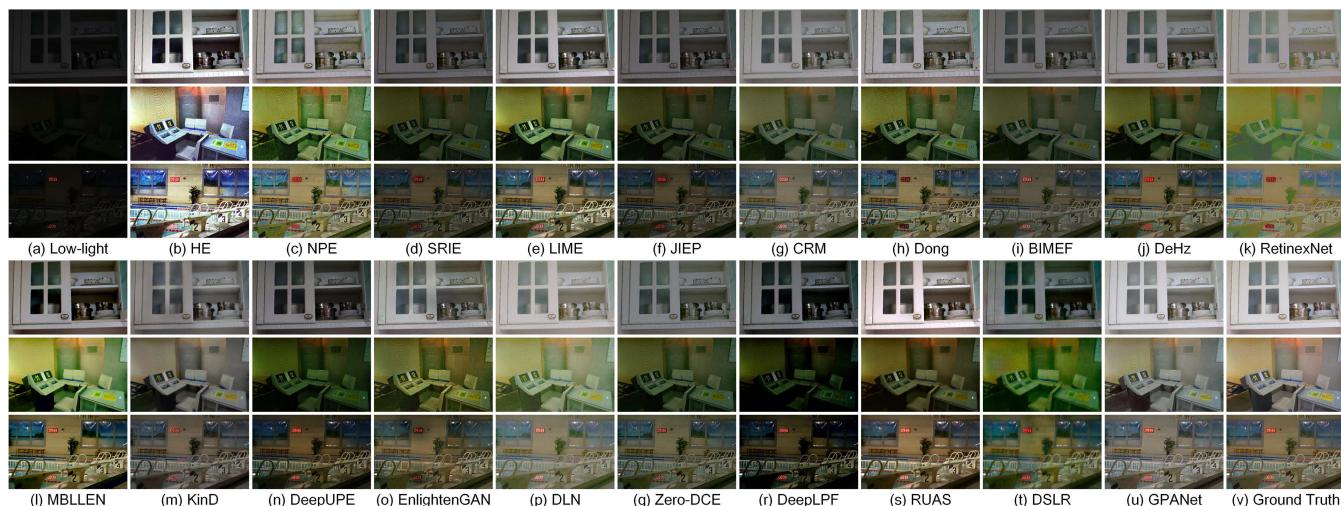 (a) Low-light (b) HE (c) NPE (d) SRIE (e) LIME (f) JIEP (g) CRM (h) Dong (i) BIMEF (j) DeHz (k) RetinexNet
(l) MBLLEN (m) KinD (n) DeepUPE (o) EnlightenGAN (p) DLN (q) Zero-DCE (r) DeepLPF (s) RUAS (t) DSLR (u) GPANet (v) Ground Truth